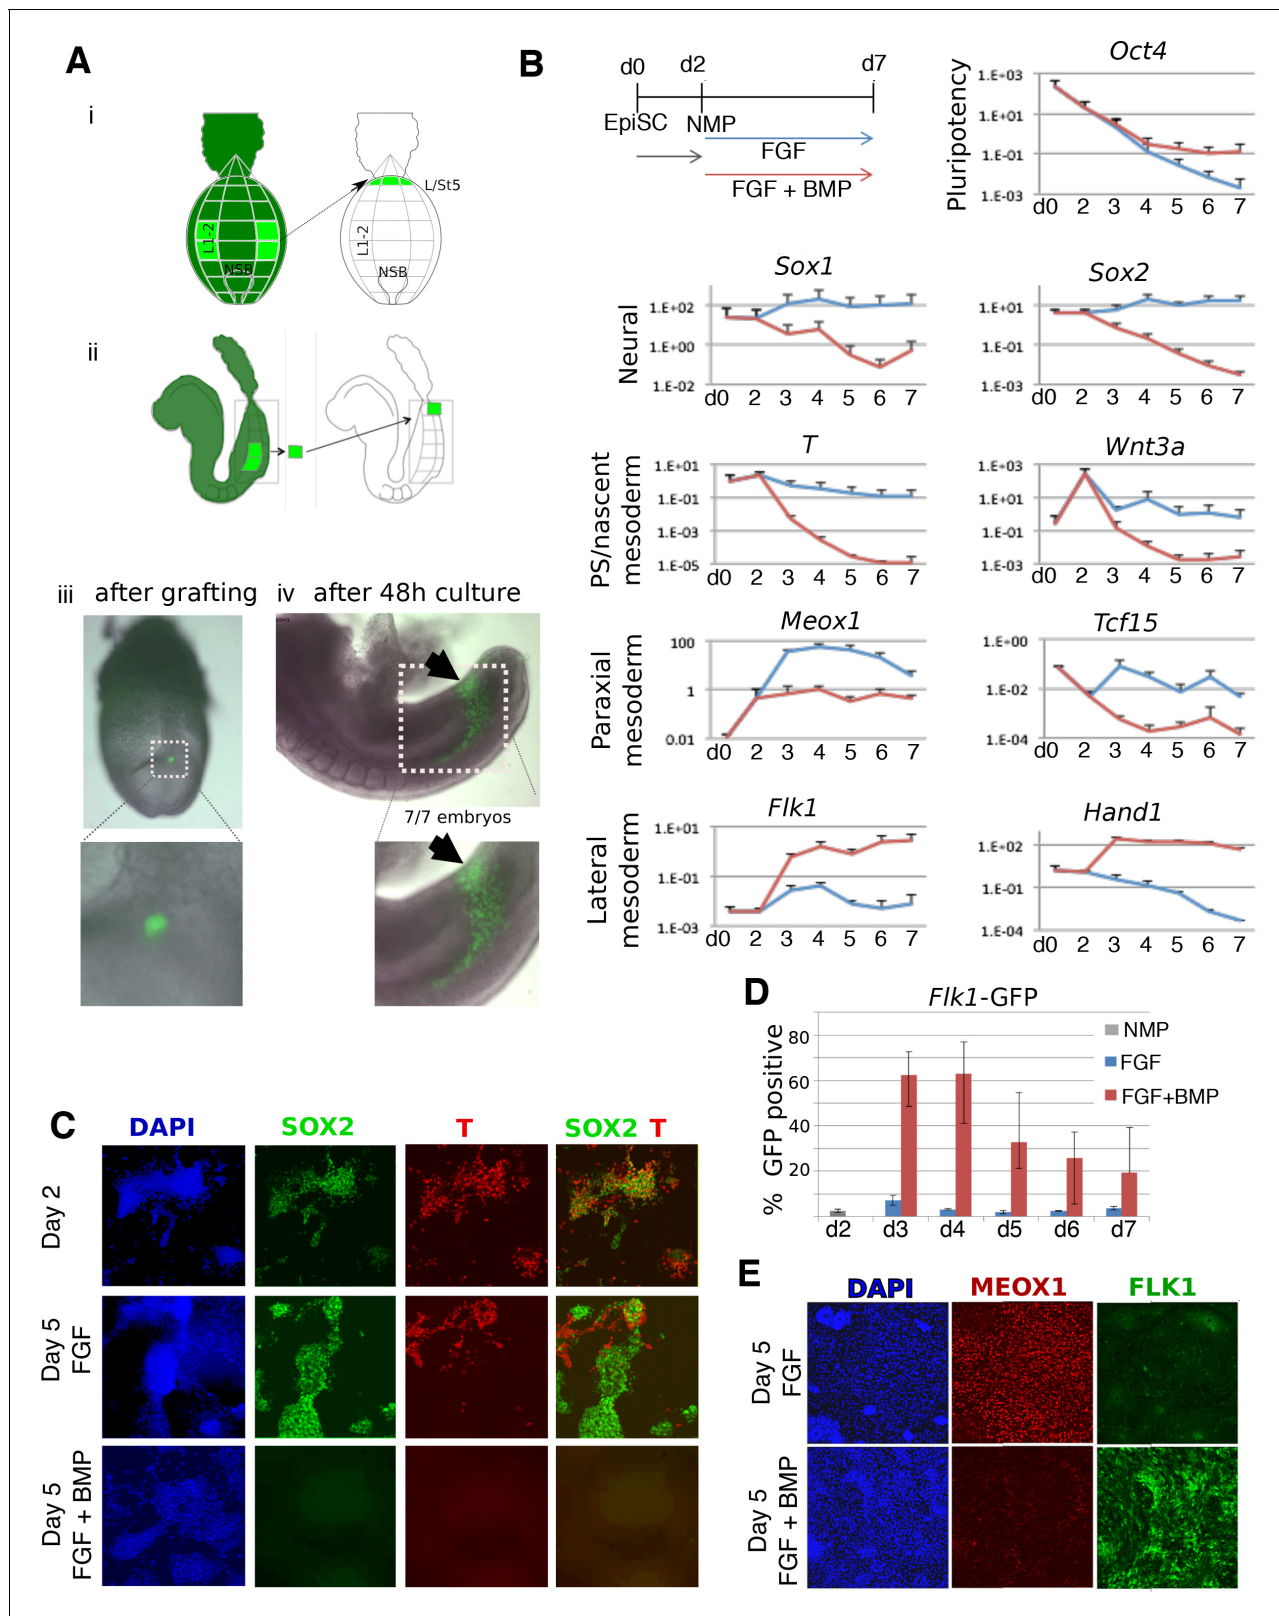 A
i
L1-2
NSB
L/St5
L1-2
NSB
ii
iii after grafting
iv after 48h culture
7/7 embryos
B
d0 d2 d7
EpiSC NMP
FGF
FGF + BMP
Oct4
Pluripotency
1.E+03
1.E+01
1.E-01
1.E-03
d0 2 3 4 5 6 7
Sox1
Neural
1.E+02
1.E+00
1.E-02
d0 2 3 4 5 6 7
Sox2
1.E+01
1.E-01
1.E-03
d0 2 3 4 5 6 7
T
PS/nascent
mesoderm
1.E+01
1.E-01
1.E-03
1.E-05
d0 2 3 4 5 6 7
Wnt3a
1.E+03
1.E+01
1.E-01
1.E-03
d0 2 3 4 5 6 7
Meox1
Paraxial
mesoderm
100
1
0.01
d0 2 3 4 5 6 7
Tcf15
1.E+00
1.E-02
1.E-04
d0 2 3 4 5 6 7
Flk1
Lateral
mesoderm
1.E+01
1.E-01
1.E-03
d0 2 3 4 5 6 7
Hand1
1.E+02
1.E-01
1.E-04
d0 2 3 4 5 6 7
C
DAPI SOX2 T SOX2 T
Day 2
Day 5
FGF
Day 5
FGF + BMP
D
Flk1-GFP
% GFP positive
80
60
40
20
d2 d3 d4 d5 d6 d7
NMP
FGF
FGF+BMP
E
DAPI MEOX1 FLK1
Day 5
FGF
Day 5
FGF + BMP